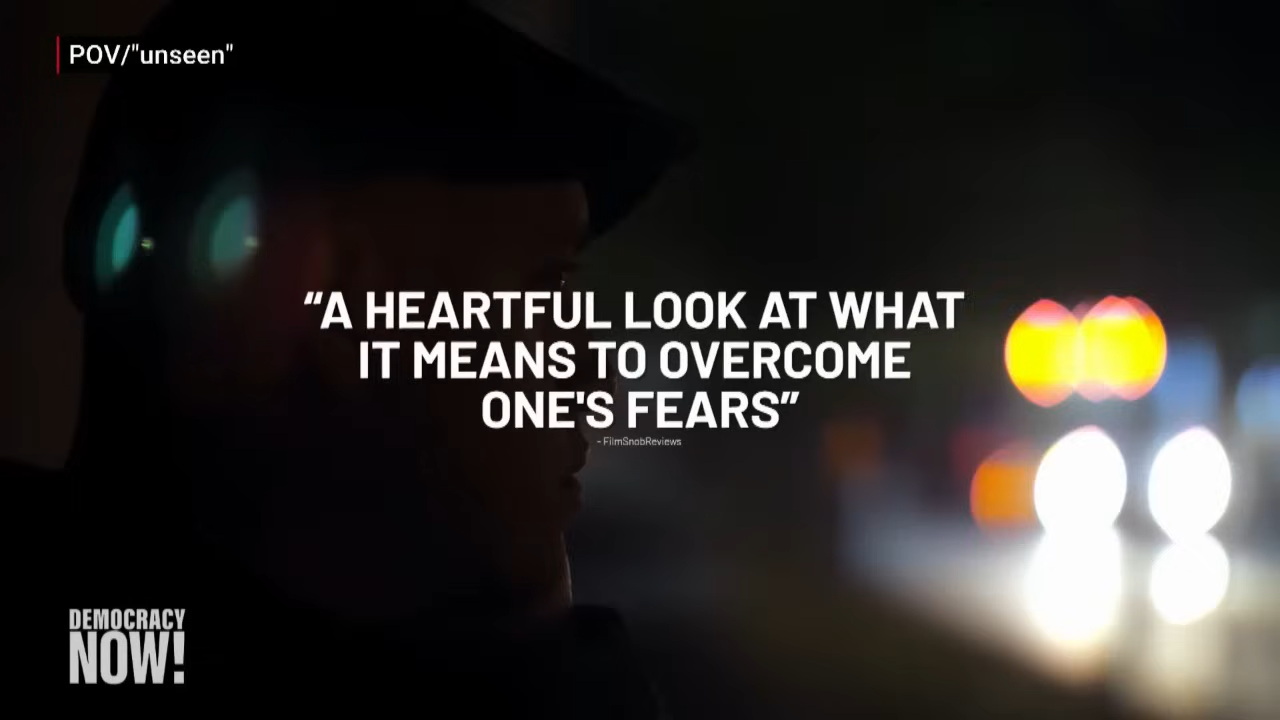 POV/"unseen"
“A HEARTFUL LOOK AT WHAT
IT MEANS TO OVERCOME
ONE'S FEARS”
- FilmSnobReviews
DEMOCRACY
NOW!